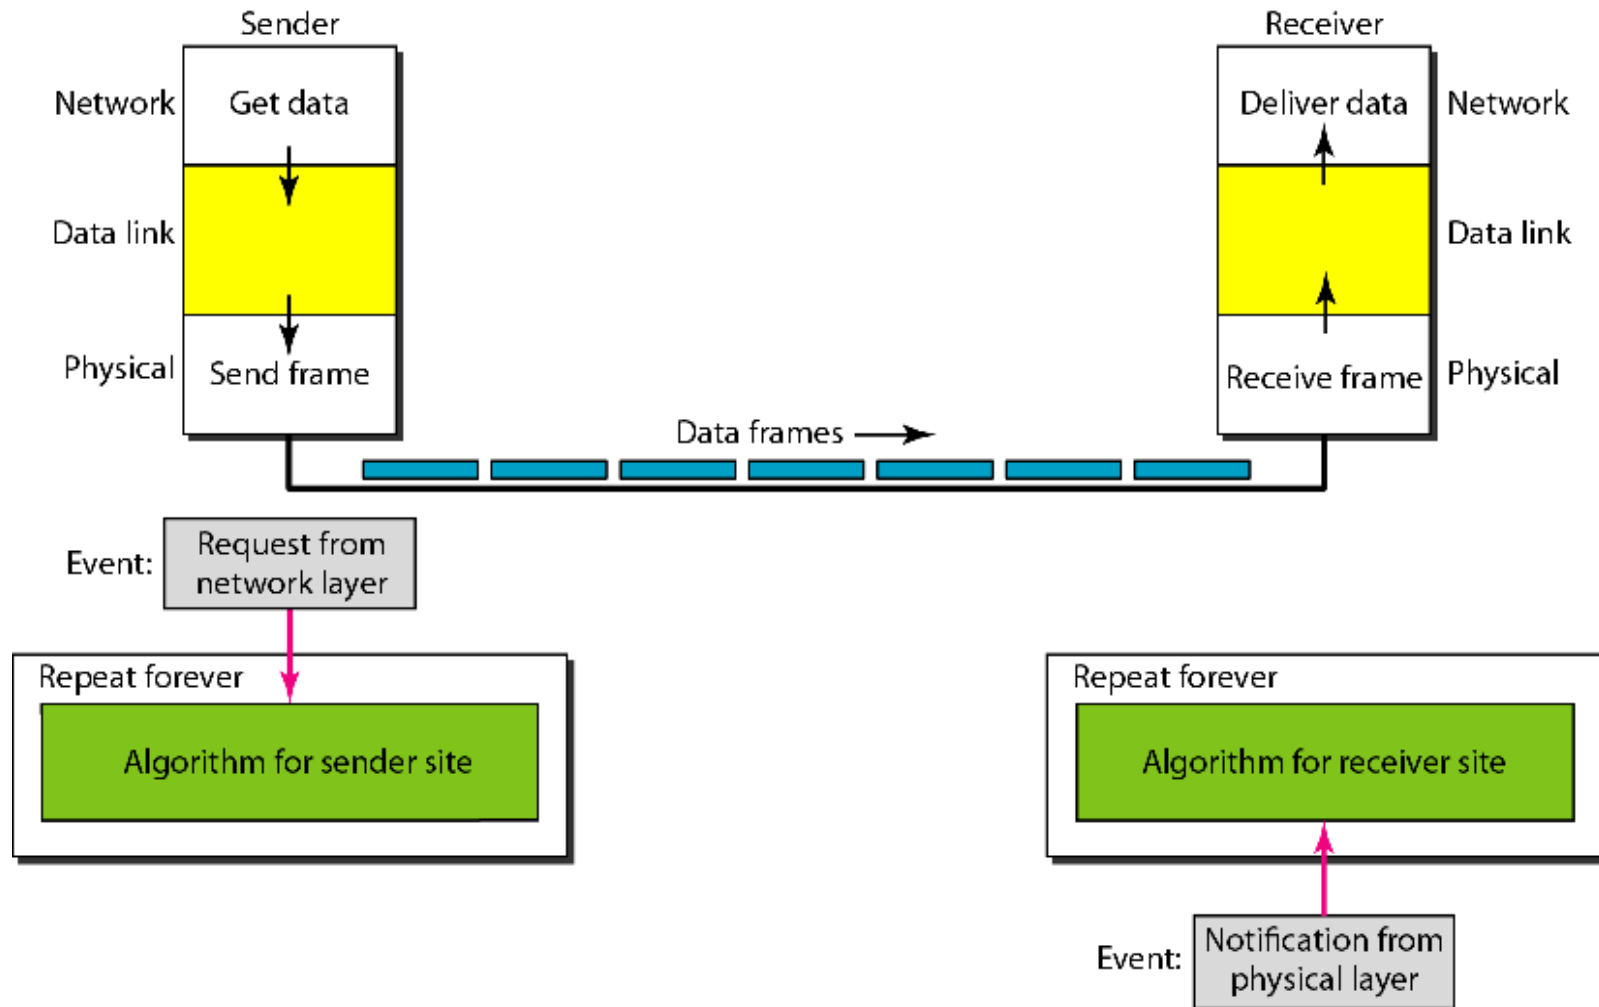 Sender
Receiver
Network
Get data
Deliver data
Network
Data link
Data link
Physical
Send frame
Receive frame
Physical
Data frames
Event:
Request from
network layer
Repeat forever
Algorithm for sender site
Repeat forever
Algorithm for receiver site
Event:
Notification from
physical layer